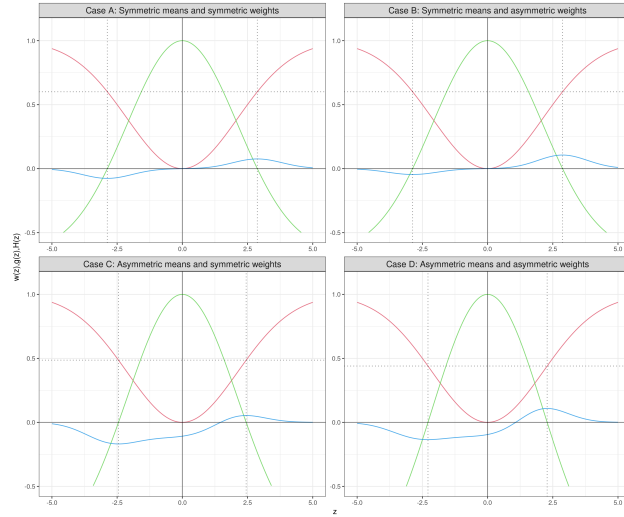 Case A: Symmetric means and symmetric weights
Case B: Symmetric means and asymmetric weights
1.0
0.5
0.0
-0.5
1.0
0.5
0.0
-0.5
-5.0 -2.5 0.0 2.5 5.0
-5.0 -2.5 0.0 2.5 5.0
w(z),g(z),H(z)
Case C: Asymmetric means and symmetric weights
Case D: Asymmetric means and asymmetric weights
1.0
0.5
0.0
-0.5
1.0
0.5
0.0
-0.5
-5.0 -2.5 0.0 2.5 5.0
-5.0 -2.5 0.0 2.5 5.0
z